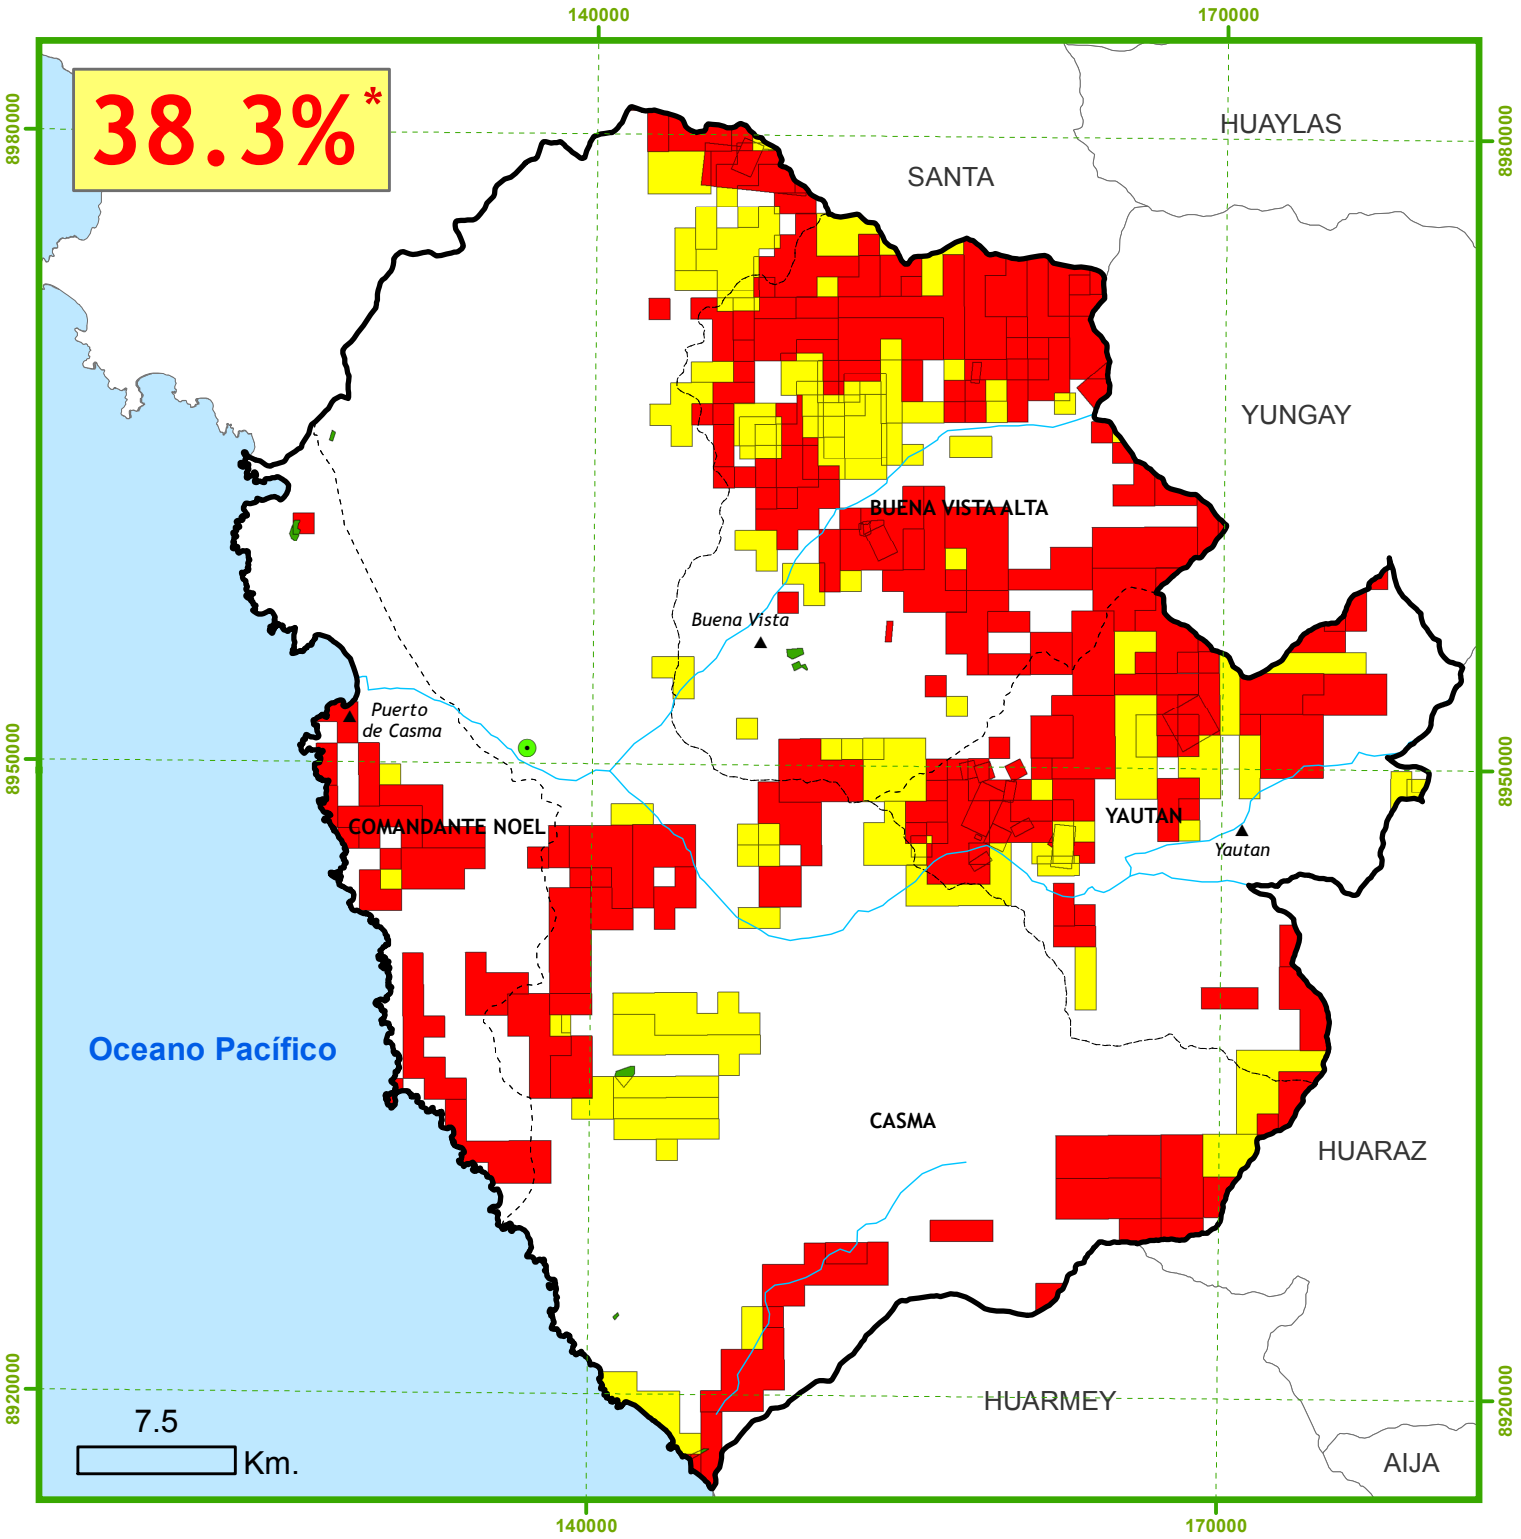 140000
170000
8980000
8980000
38.3%*
HUAYLAS
SANTA
YUNGAY
BUENA VISTA ALTA
Buena Vista
Puerto
de Casma
8950000
8950000
COMANDANTE NOEL
YAUTAN
Yautan
Oceano Pacífico
CASMA
HUARAZ
8920000
8920000
HUARMEY
7.5
Km.
AIJA
140000
170000